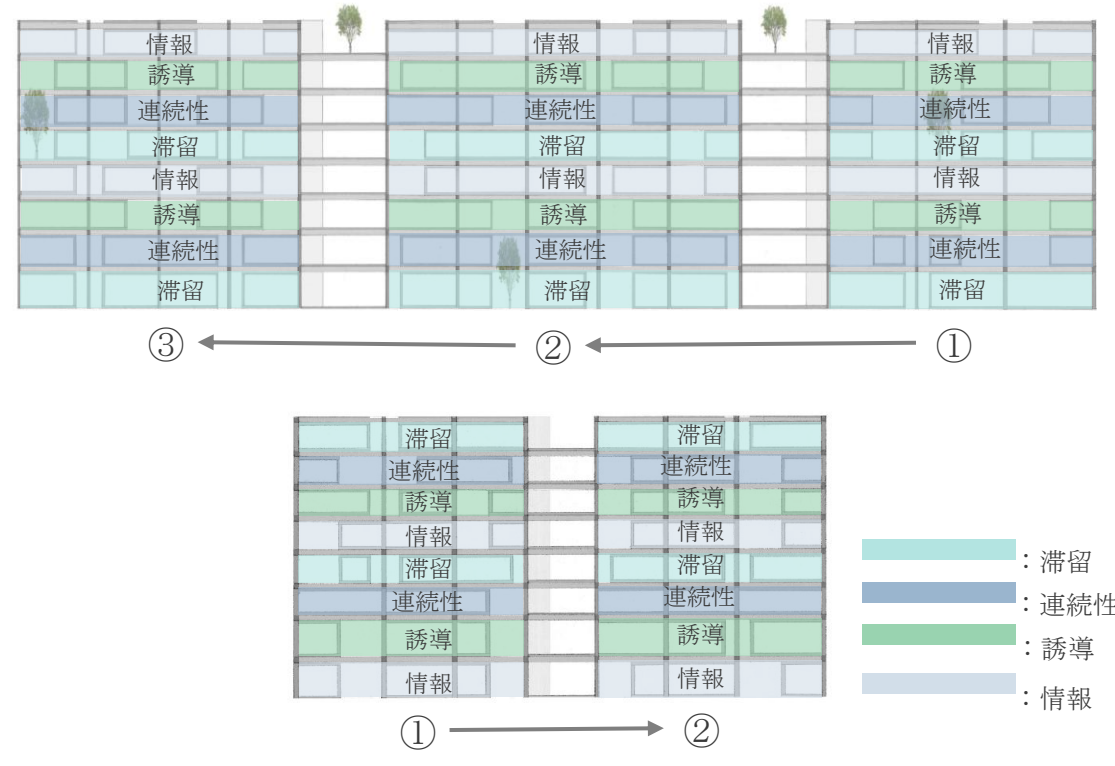 情報 情報 情報
誘導 誘導 誘導
連続性 連続性 連続性
滞留 滞留 滞留
情報 情報 情報
誘導 誘導 誘導
連続性 連続性 連続性
滞留 滞留 滞留
③ ② ①
滞留 滞留
連続性 連続性
誘導 誘導
情報 情報
滞留 滞留
連続性 連続性
誘導 誘導
情報 情報
① ②
：滞留
：連続性
：誘導
：情報